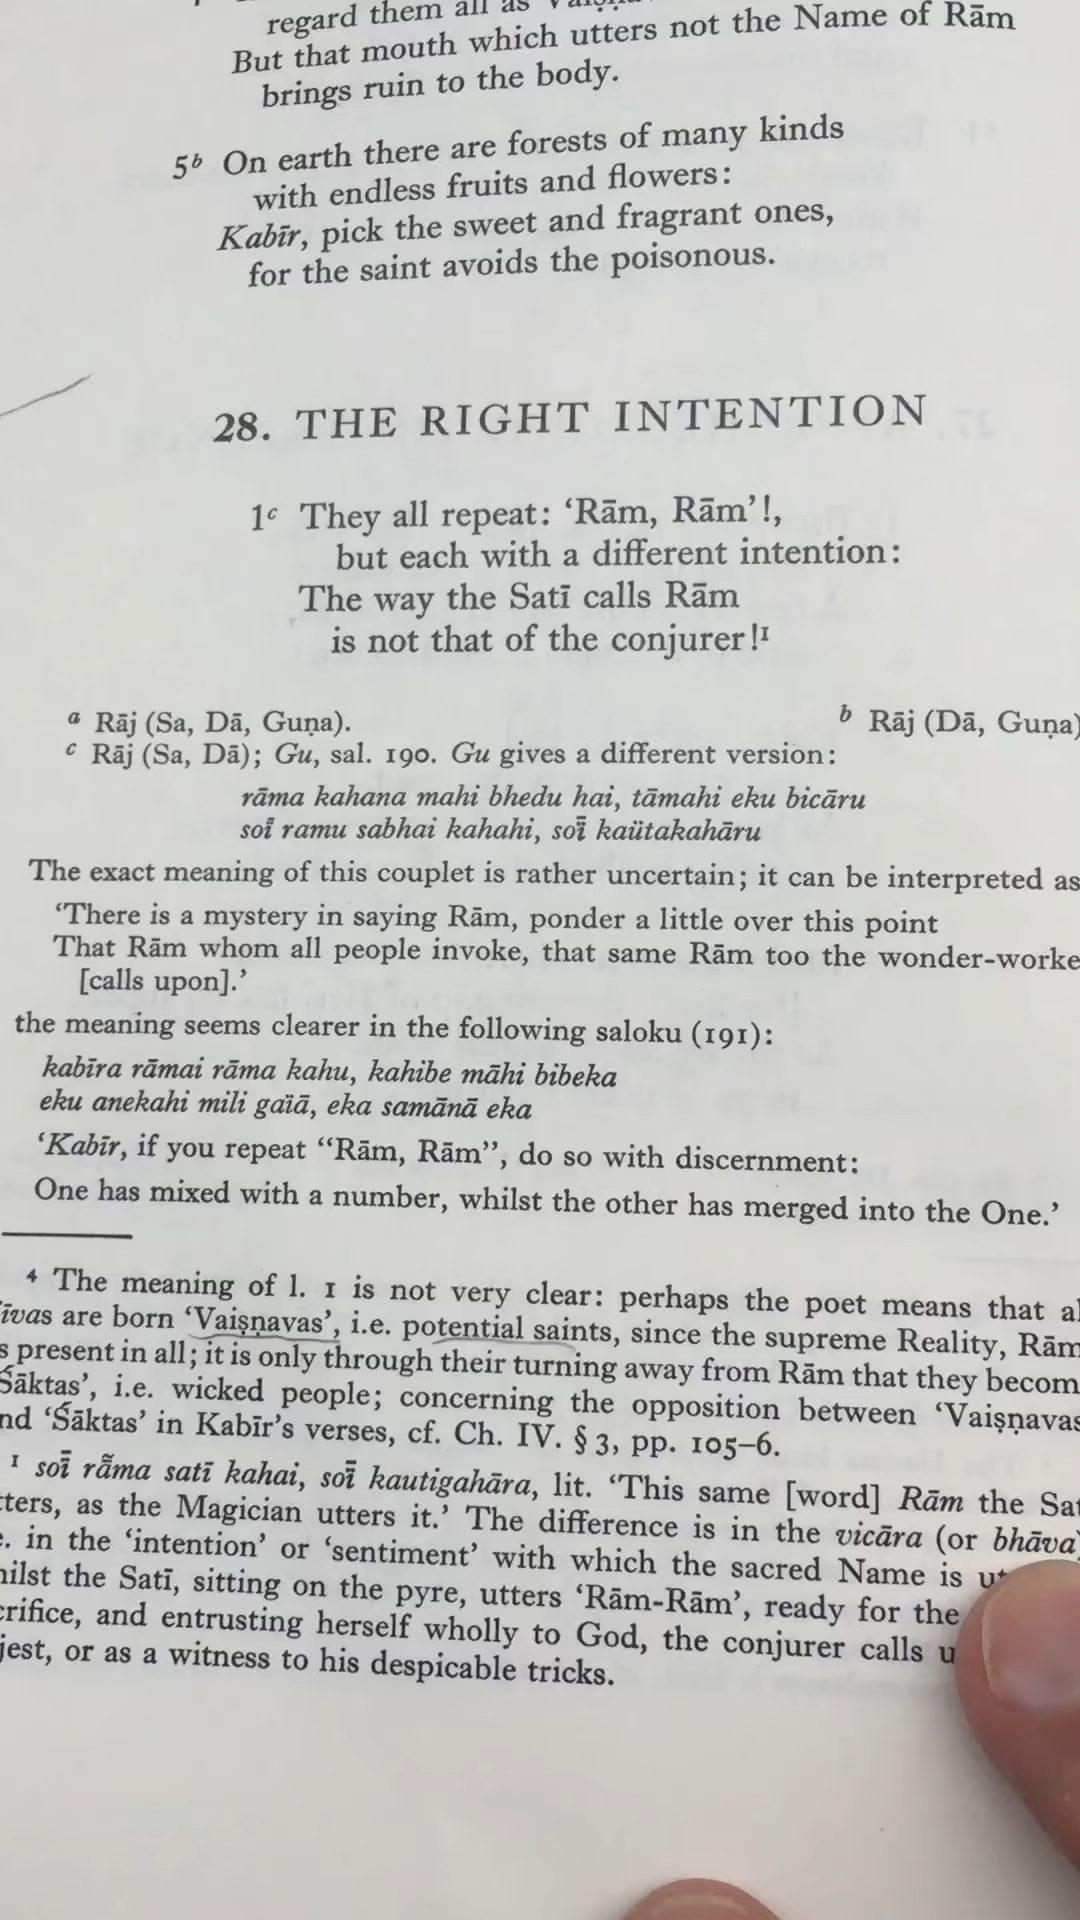 regard them all as
But that mouth which utters not the Name of Rām
brings ruin to the body.
5ᵇ On earth there are forests of many kinds
with endless fruits and flowers:
Kabīr, pick the sweet and fragrant ones,
for the saint avoids the poisonous.
28. THE RIGHT INTENTION
1ᶜ They all repeat: ‘Rām, Rām’!,
but each with a different intention:
The way the Satī calls Rām
is not that of the conjurer!¹
ᵃ Rāj (Sa, Dā, Guṇa). ᵇ Rāj (Dā, Guṇa)
ᶜ Rāj (Sa, Dā); Gu, sal. 190. Gu gives a different version:
rāma kahana mahi bhedu hai, tāmahi eku bicāru
soī̃ ramu sabhai kahahi, soī̃ kaütakahāru
The exact meaning of this couplet is rather uncertain; it can be interpreted as
‘There is a mystery in saying Rām, ponder a little over this point
That Rām whom all people invoke, that same Rām too the wonder-worke
[calls upon].’
the meaning seems clearer in the following saloku (191):
kabīra rāmai rāma kahu, kahibe māhi bibeka
eku anekahi mili gaïā, eka samānā eka
‘Kabīr, if you repeat “Rām, Rām”, do so with discernment:
One has mixed with a number, whilst the other has merged into the One.’
⁴ The meaning of l. 1 is not very clear: perhaps the poet means that al
īvas are born ‘Vaiṣṇavas’, i.e. potential saints, since the supreme Reality, Rām
s present in all; it is only through their turning away from Rām that they becom
Śāktas’, i.e. wicked people; concerning the opposition between ‘Vaiṣṇavas
nd ‘Śāktas’ in Kabīr’s verses, cf. Ch. IV. § 3, pp. 105–6.
¹ soī̃ rā̃ma satī kahai, soī̃ kautigahāra, lit. ‘This same [word] Rām the Sat
tters, as the Magician utters it.’ The difference is in the vicāra (or bhāva)
. in the ‘intention’ or ‘sentiment’ with which the sacred Name is
hilst the Satī, sitting on the pyre, utters ‘Rām-Rām’, ready for the
crifice, and entrusting herself wholly to God, the conjurer calls
jest, or as a witness to his despicable tricks.